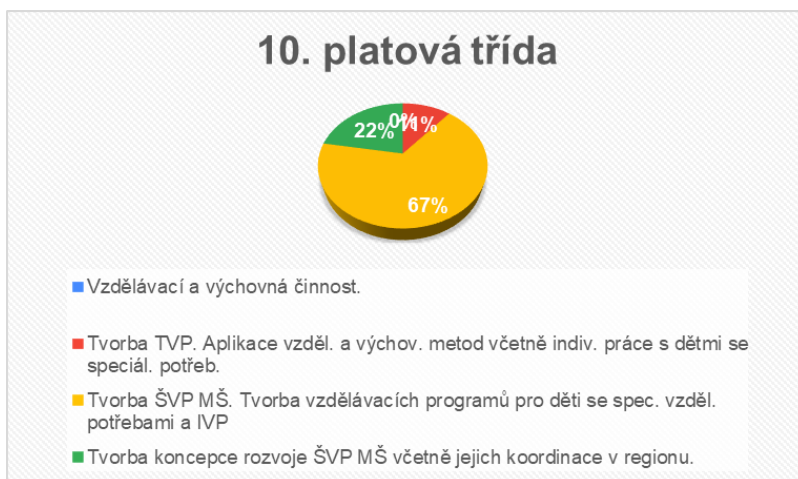 10. platová třída
0%
11%
22%
67%
Vzdělávací a výchovná činnost.
Tvorba TVP. Aplikace vzděl. a výchov. metod včetně indiv. práce s dětmi se
speciál. potřeb.
Tvorba ŠVP MŠ. Tvorba vzdělávacích programů pro děti se spec. vzděl.
potřebami a IVP
Tvorba koncepce rozvoje ŠVP MŠ včetně jejich koordinace v regionu.